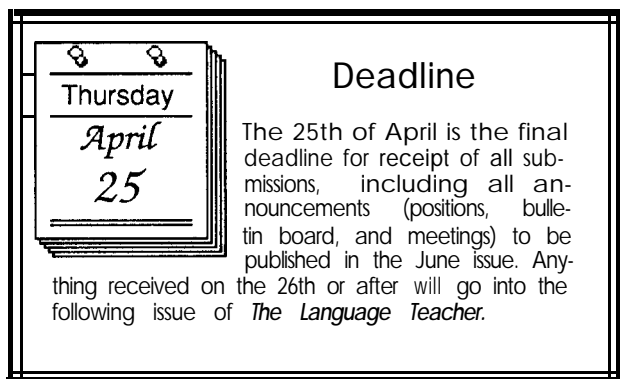 Thursday
April
25
Deadline
The 25th of April is the final
deadline for receipt of all sub-
missions, including all an-
nouncements (positions, bulle-
tin board, and meetings) to be
published in the June issue. Any-
thing received on the 26th or after will go into the
following issue of The Language Teacher.